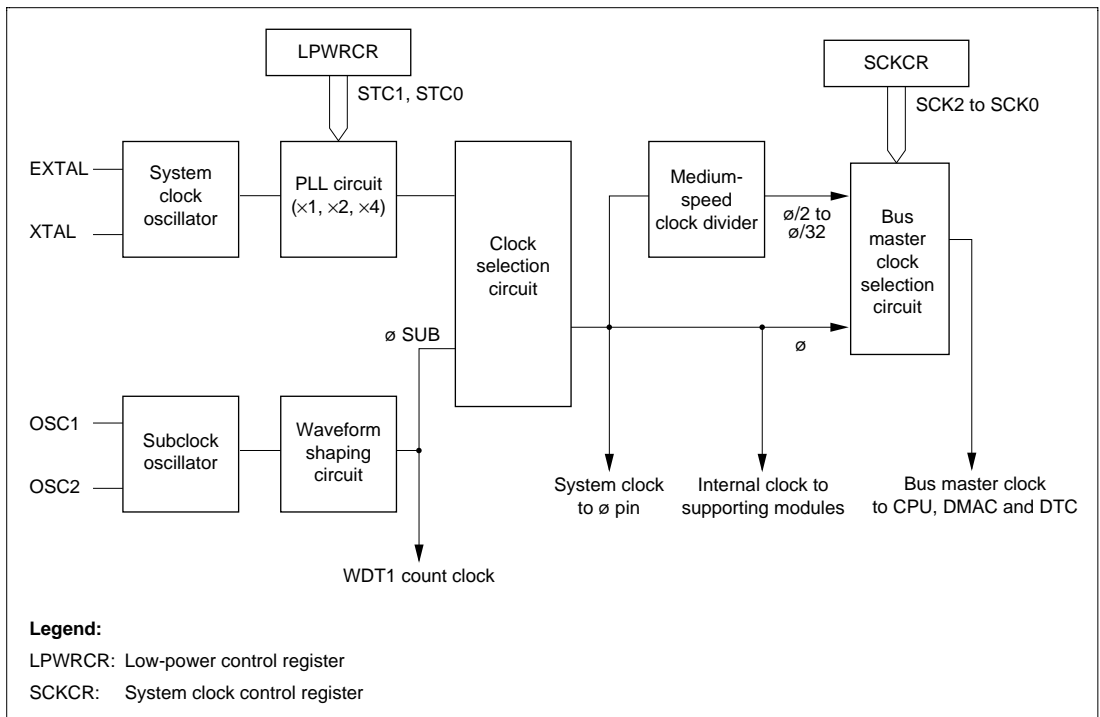 LPWRCR
STC1, STC0
SCKCR
SCK2 to SCK0
EXTAL
XTAL
System
clock
oscillator
PLL circuit
(×1, ×2, ×4)
Clock
selection
circuit
Medium-
speed
clock divider
ø/2 to
ø/32
Bus
master
clock
selection
circuit
ø SUB
ø
OSC1
OSC2
Subclock
oscillator
Waveform
shaping
circuit
System clock
to ø pin
Internal clock to
supporting modules
Bus master clock
to CPU, DMAC and DTC
WDT1 count clock
Legend:
LPWRCR: Low-power control register
SCKCR: System clock control register